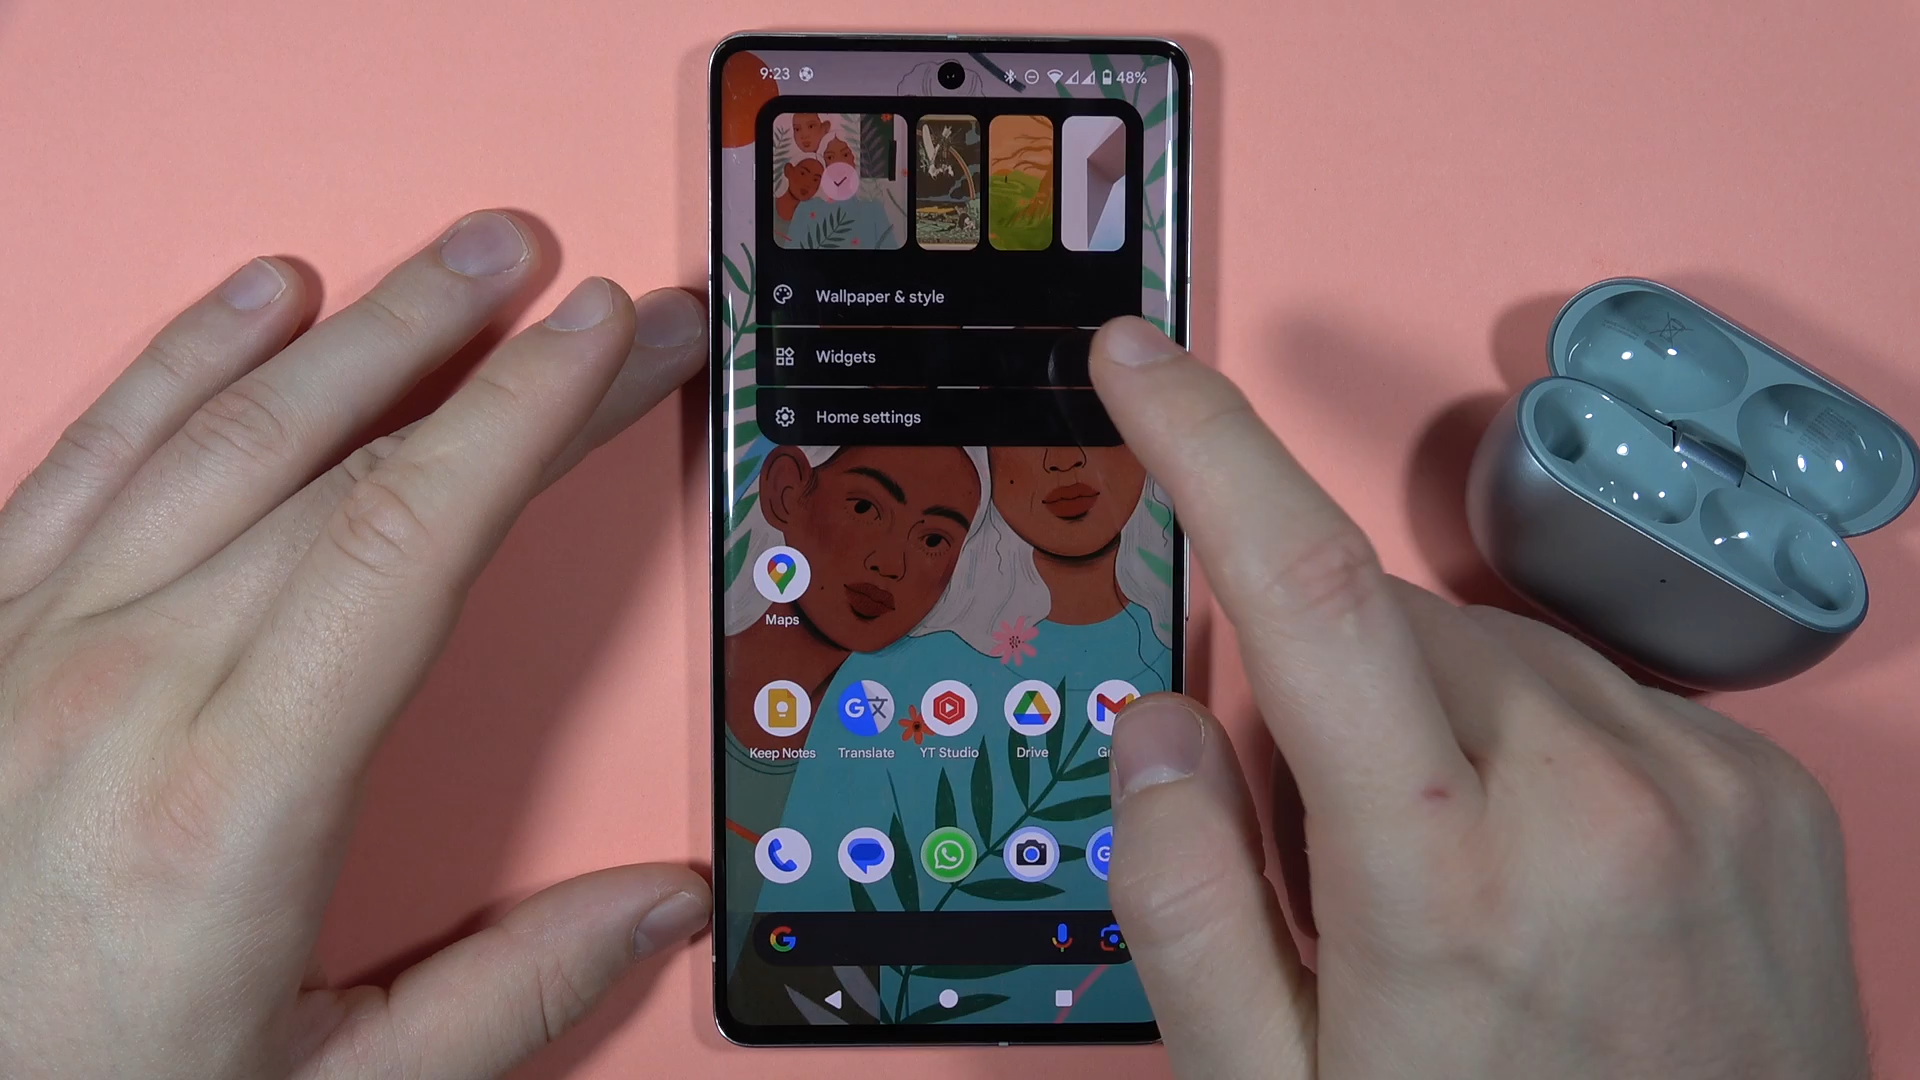 9:23
48%
Wallpaper & style
Widgets
Home settings
Maps
Keep Notes
Translate
YT Studio
Drive